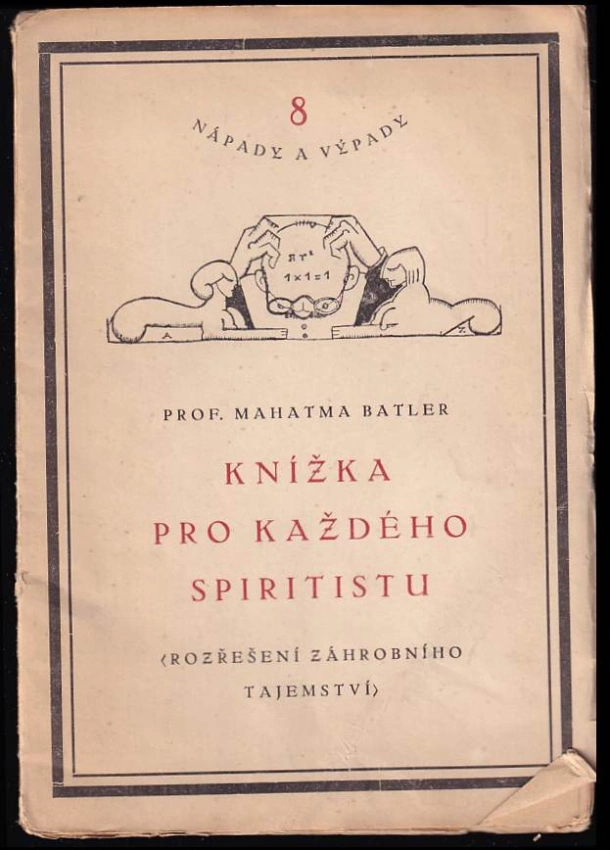 8
NÁPADY A VÝPADY
πr²
1×1=1
A.
Z.
PROF. MAHATMA BATLER
KNÍŽKA
PRO KAŽDÉHO
SPIRITISTU
⟨ROZŘEŠENÍ ZÁHROBNÍHO
TAJEMSTVÍ⟩